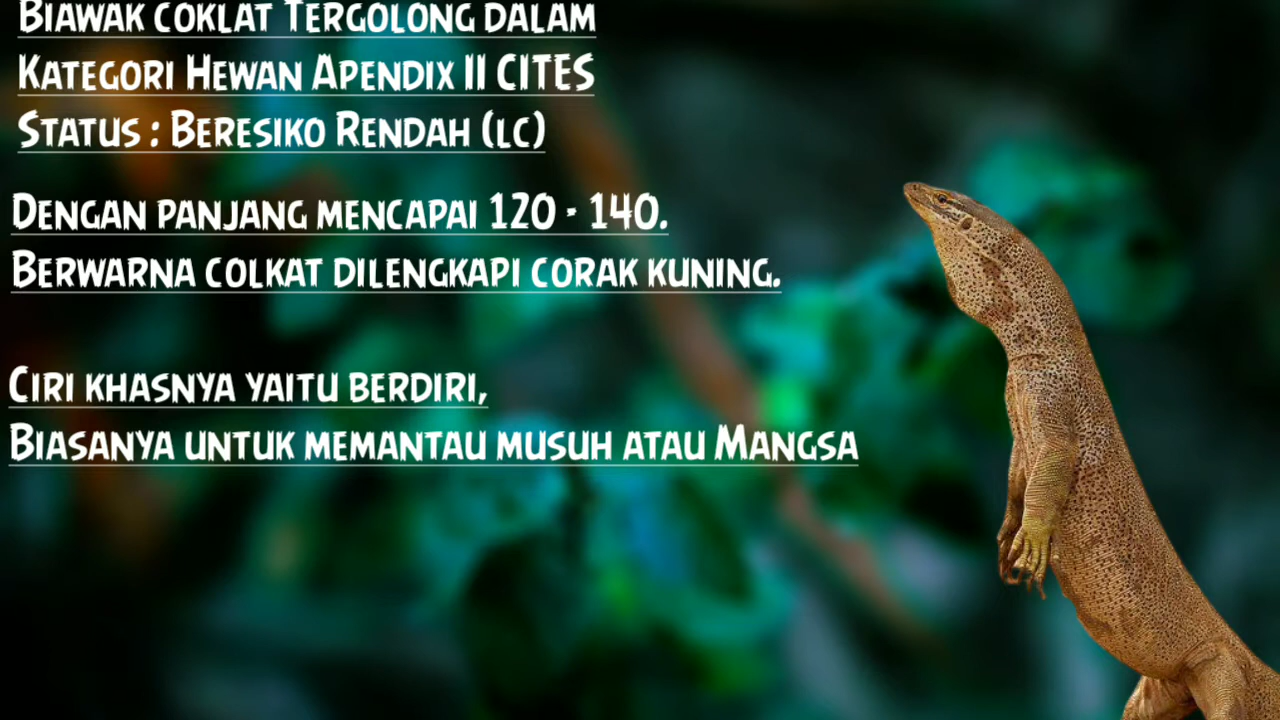 Biawak coklat Tergolong dalam
Kategori Hewan Apendix II CITES
Status : Beresiko Rendah (lc)
Dengan panjang mencapai 120 - 140.
Berwarna colkat dilengkapi corak kuning.
Ciri khasnya yaitu berdiri,
Biasanya untuk memantau musuh atau Mangsa